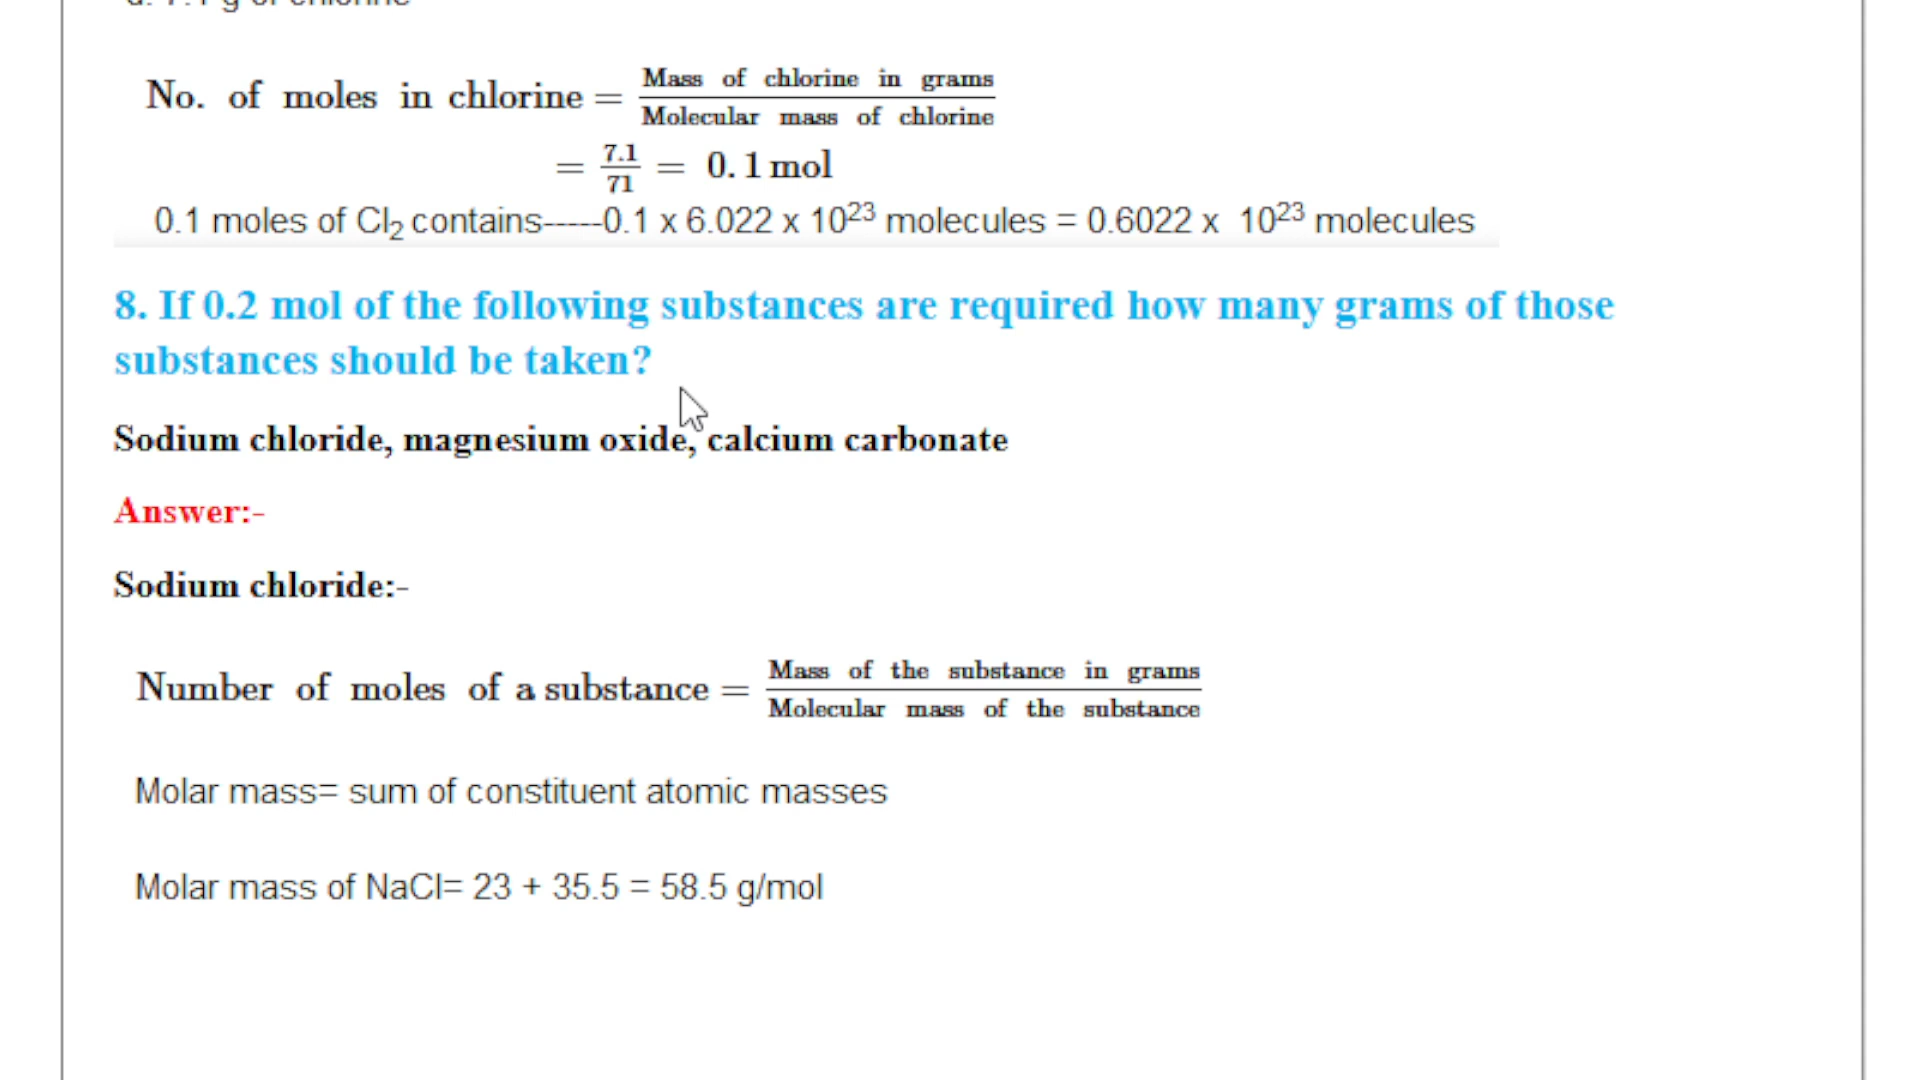 No. of moles in chlorine = Mass of chlorine in grams / Molecular mass of chlorine
= 7.1 / 71 = 0.1 mol
0.1 moles of Cl₂ contains-----0.1 x 6.022 x 10²³ molecules = 0.6022 x 10²³ molecules
8. If 0.2 mol of the following substances are required how many grams of those
substances should be taken?
Sodium chloride, magnesium oxide, calcium carbonate
Answer:-
Sodium chloride:-
Number of moles of a substance = Mass of the substance in grams / Molecular mass of the substance
Molar mass= sum of constituent atomic masses
Molar mass of NaCl= 23 + 35.5 = 58.5 g/mol